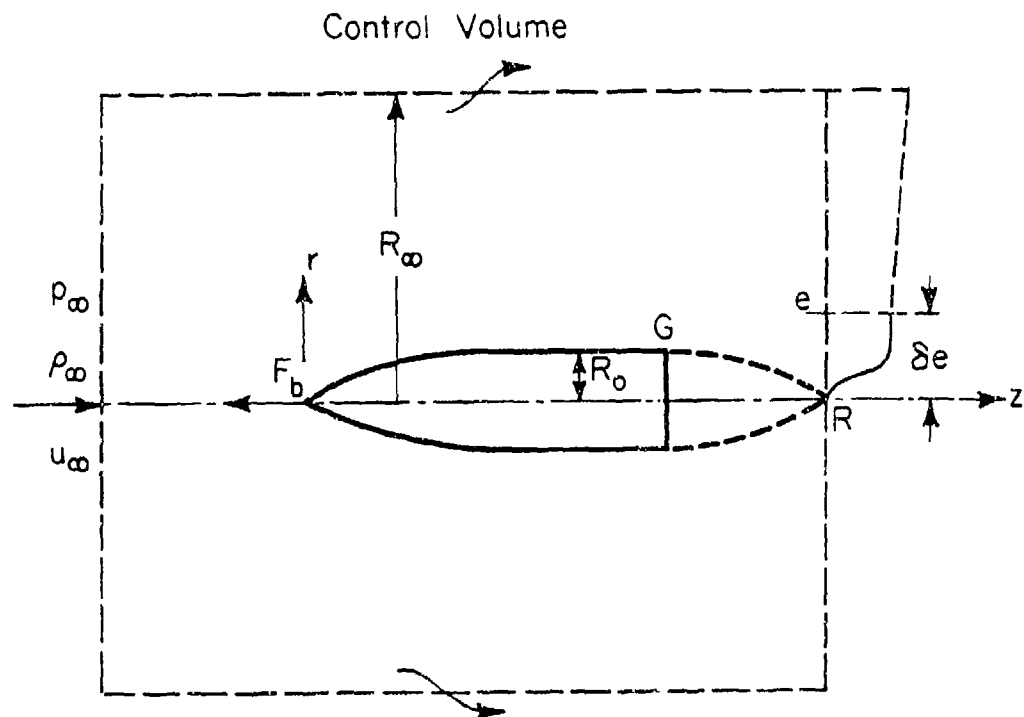 Control Volume
R∞
r
p∞
e
G
ρ∞
F_b
R_o
δe
R
z
u∞